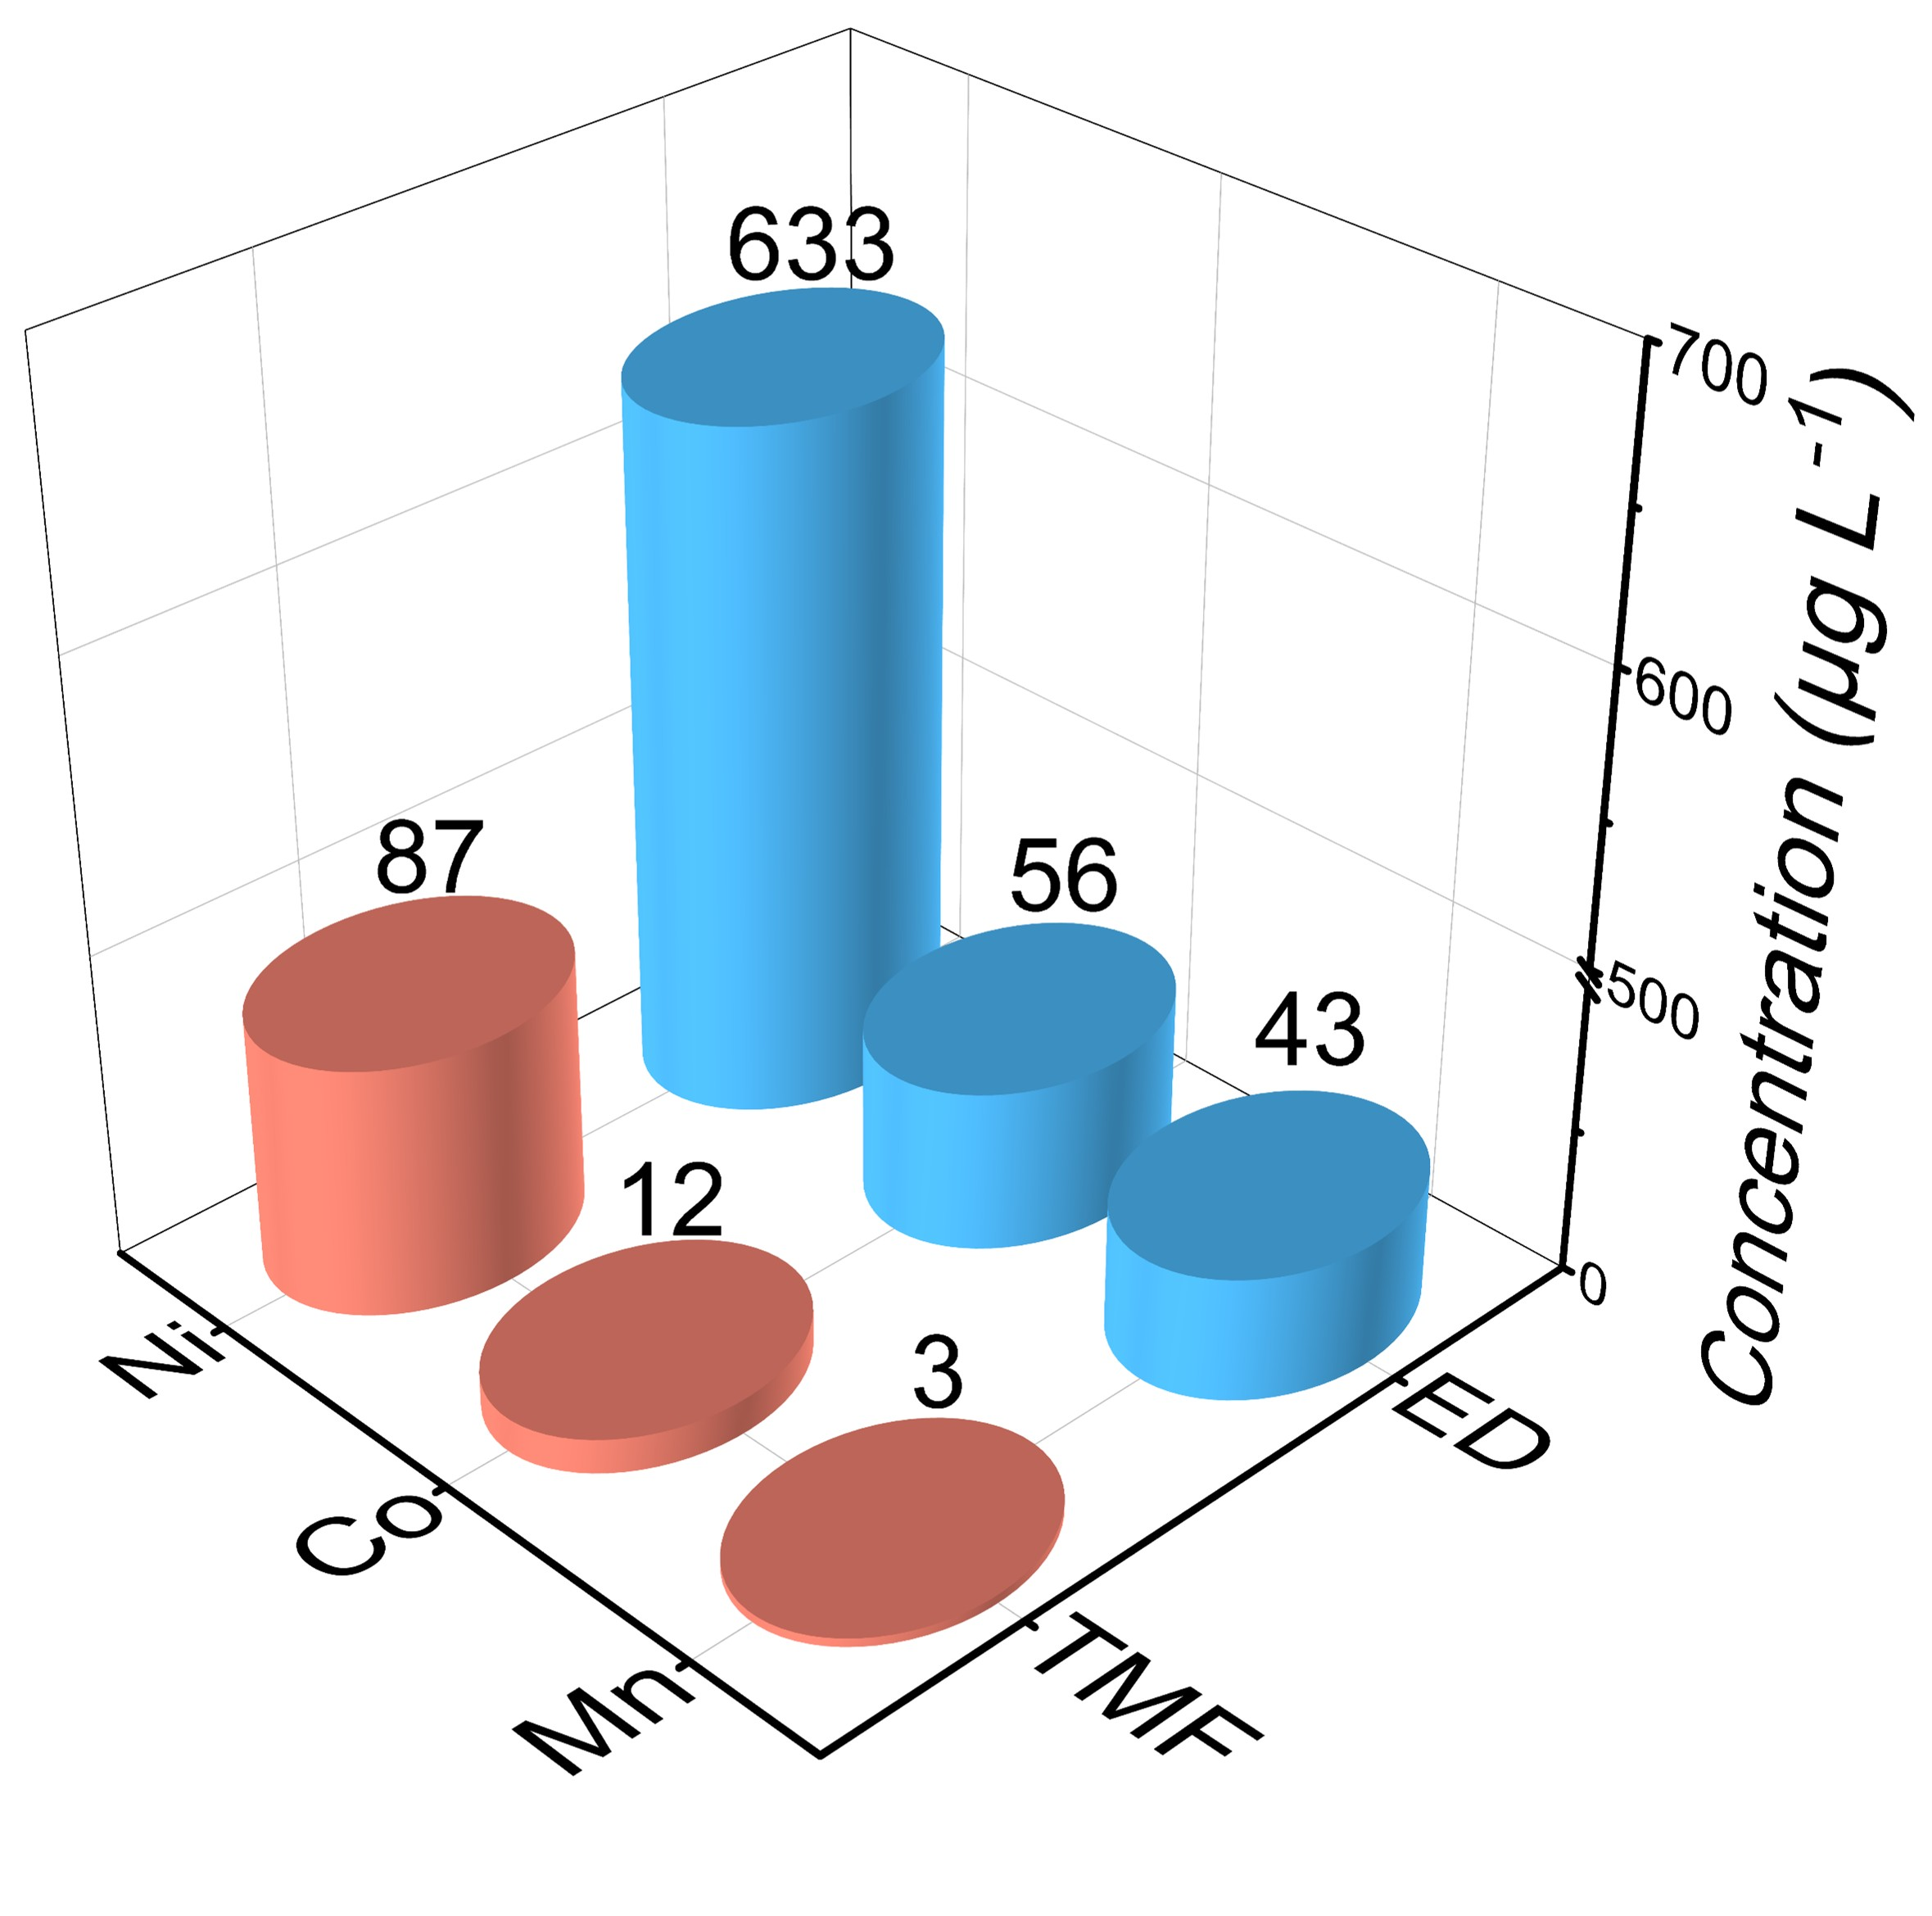 633
87
56
43
12
3
700
600
500
0
Concentration (μg L⁻¹)
Ni
Co
Mn
TMF
ED